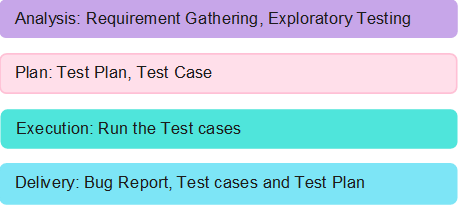 Analysis: Requirement Gathering, Exploratory Testing
Plan: Test Plan, Test Case
Execution: Run the Test cases
Delivery: Bug Report, Test cases and Test Plan